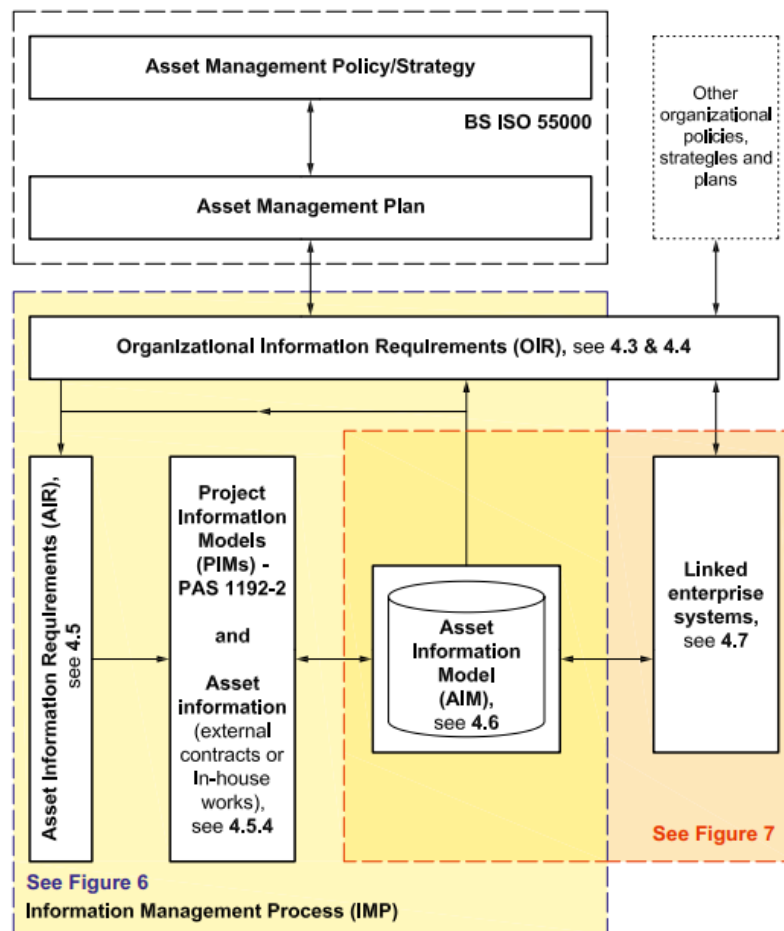 Asset Management Policy/Strategy
BS ISO 55000
Asset Management Plan
Other
organizational
policies,
strategies and
plans
Organizational Information Requirements (OIR), see 4.3 & 4.4
Asset Information Requirements (AIR),
see 4.5
Project
Information
Models
(PIMs) -
PAS 1192-2
and
Asset
information
(external
contracts or
In-house
works),
see 4.5.4
Asset
Information
Model
(AIM),
see 4.6
Linked
enterprise
systems,
see 4.7
See Figure 7
See Figure 6
Information Management Process (IMP)